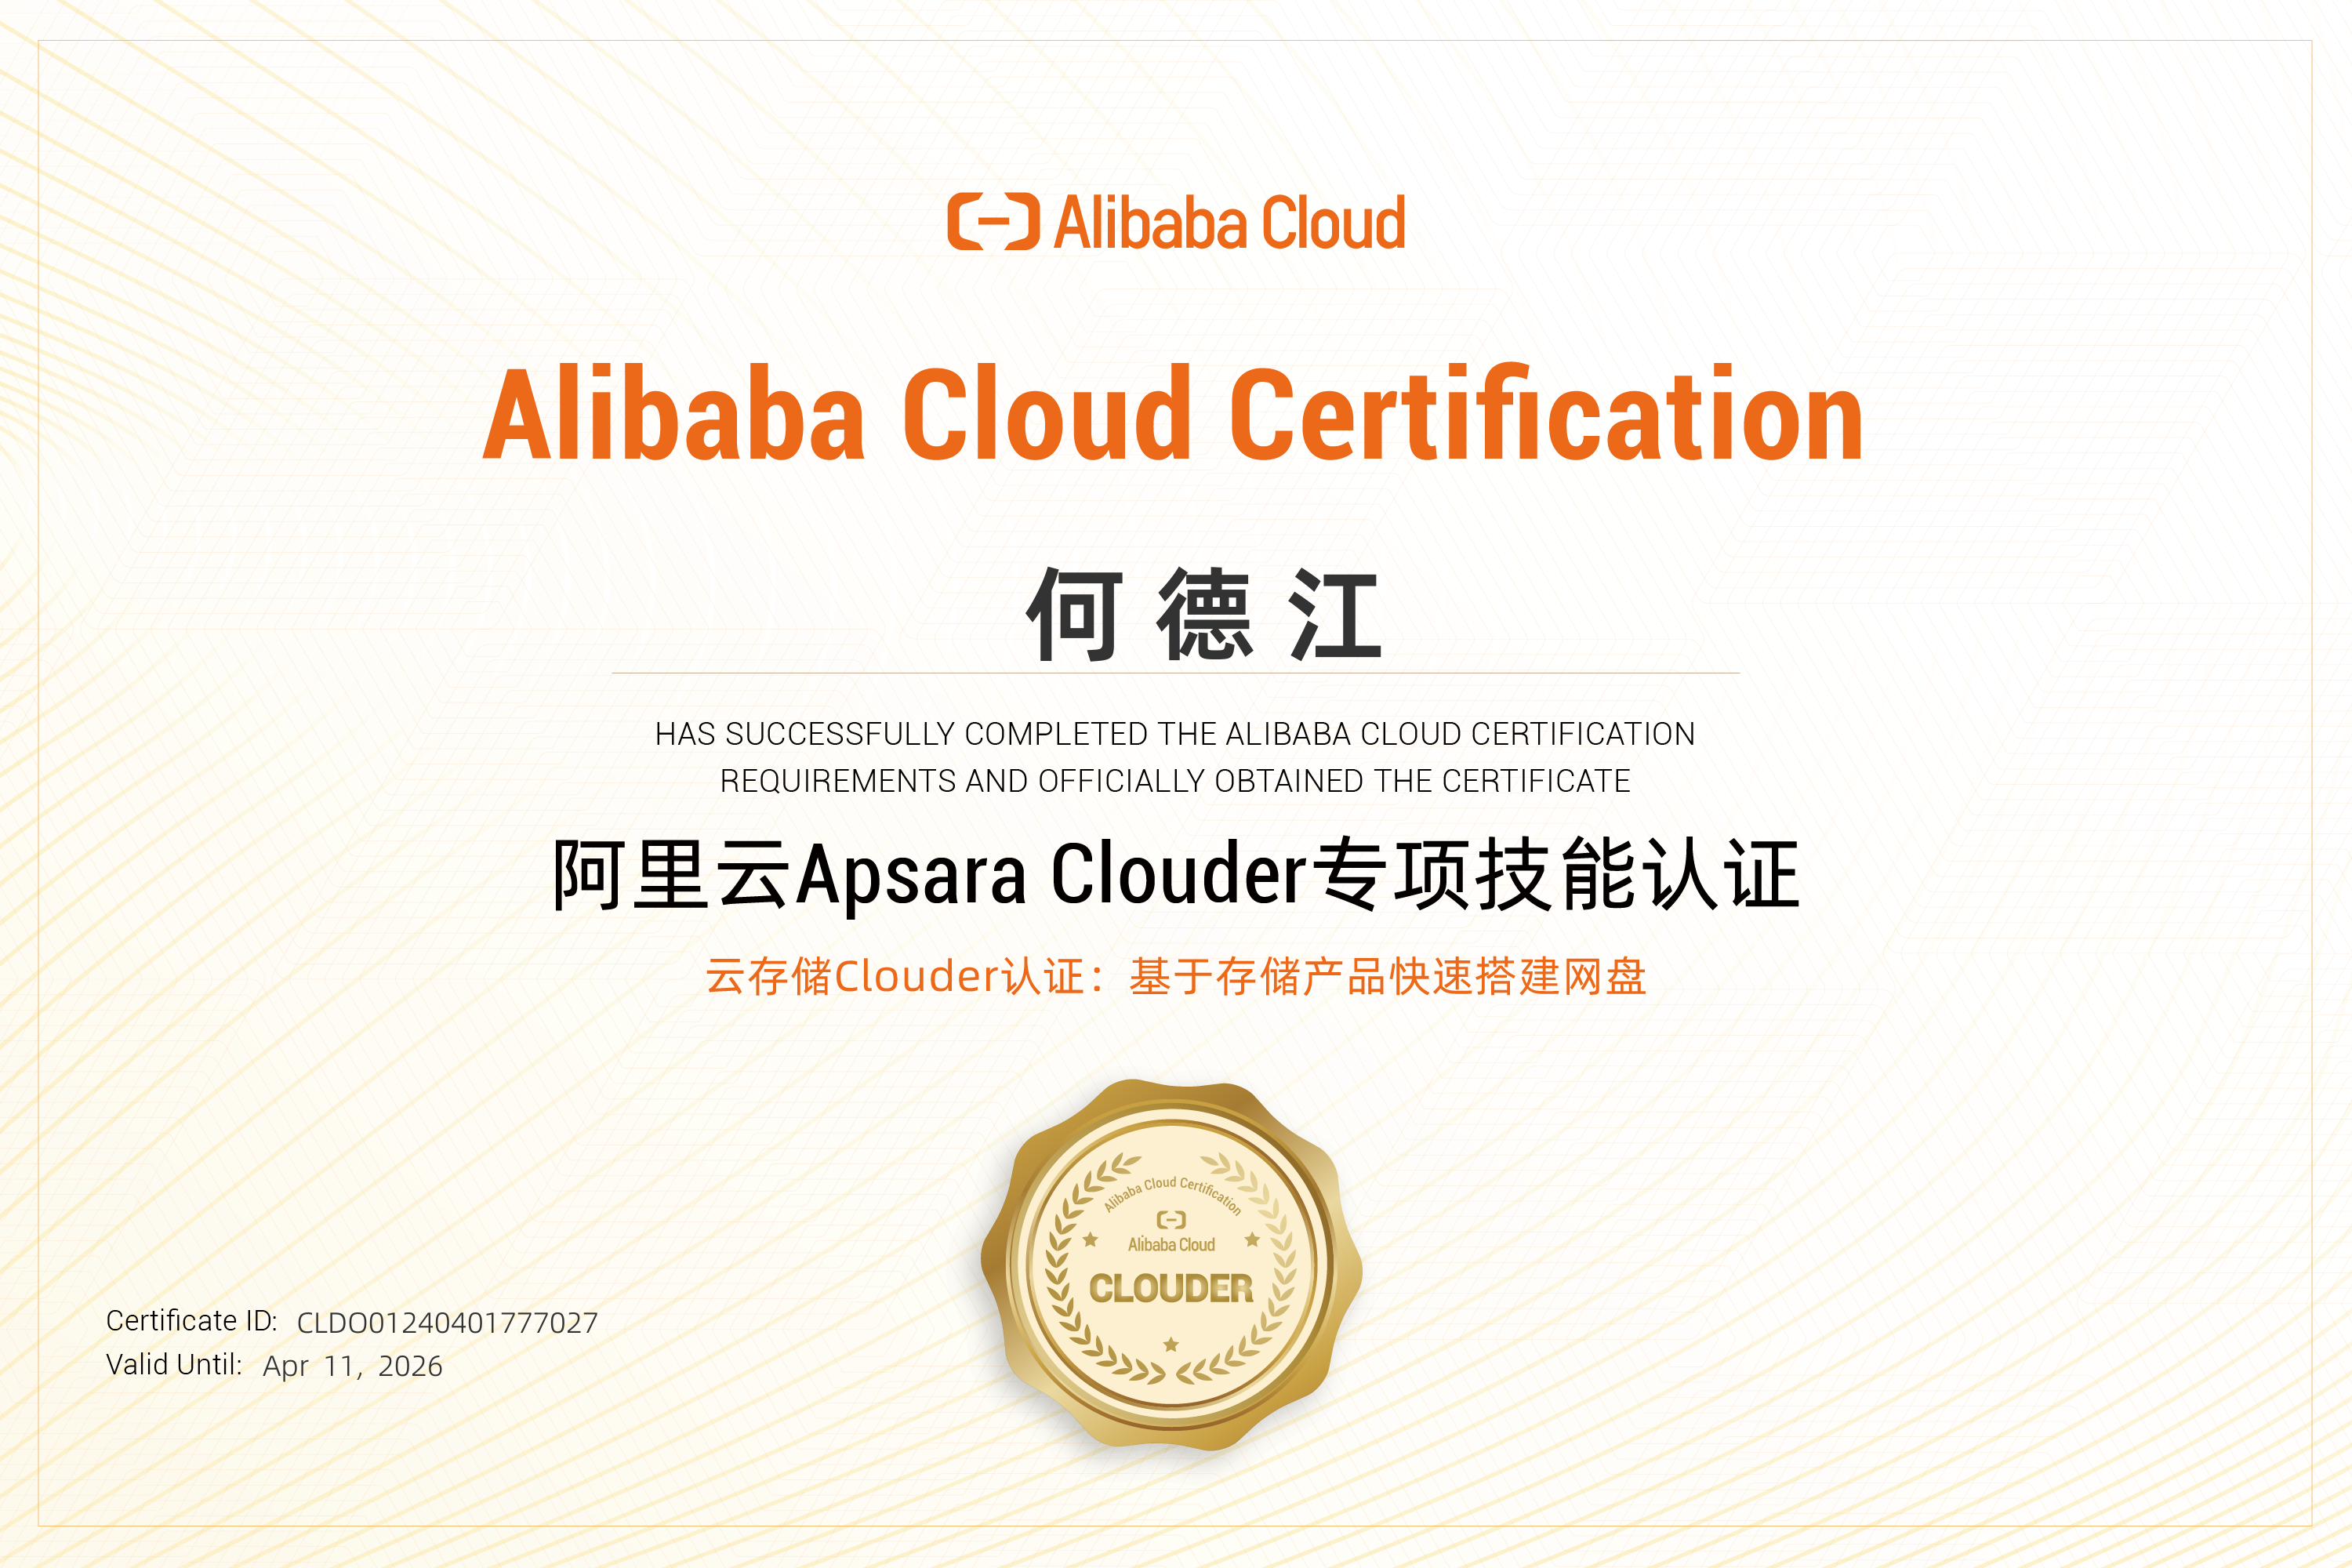 Alibaba Cloud
Alibaba Cloud Certification
何德江
HAS SUCCESSFULLY COMPLETED THE ALIBABA CLOUD CERTIFICATION
REQUIREMENTS AND OFFICIALLY OBTAINED THE CERTIFICATE
阿里云Apsara Clouder专项技能认证
云存储Clouder认证：基于存储产品快速搭建网盘
Alibaba Cloud Certification
Alibaba Cloud
CLOUDER
Certificate ID: CLDO01240401777027
Valid Until: Apr 11, 2026